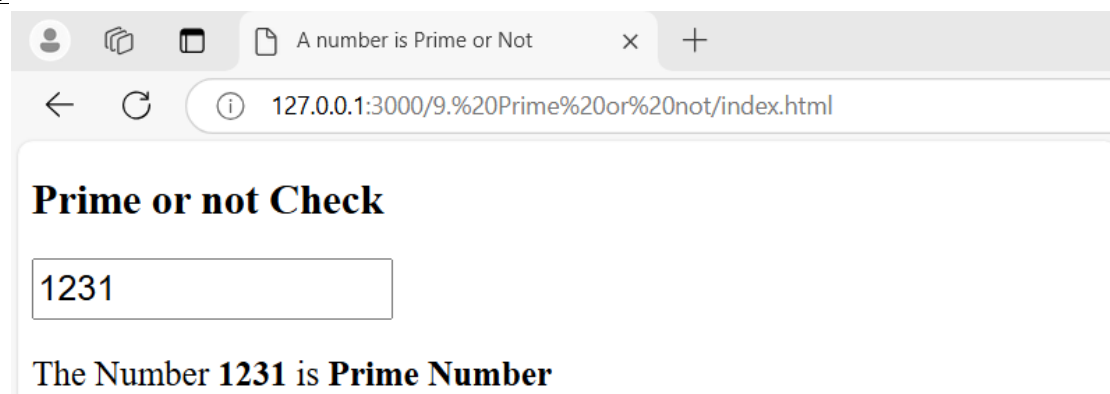 A number is Prime or Not
127.0.0.1:3000/9.%20Prime%20or%20not/index.html
Prime or not Check
1231
The Number 1231 is Prime Number